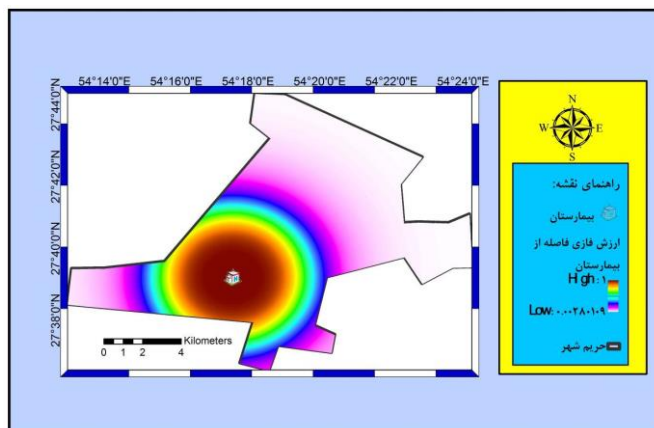 54°14'0"E 54°16'0"E 54°18'0"E 54°20'0"E 54°22'0"E 54°24'0"E
27°44'0"N
27°42'0"N
27°40'0"N
27°38'0"N
Kilometers
0 1 2 4
N
W E
S
راهنمای نقشه:
بیمارستان
ارزش فازی فاصله از
بیمارستان
High : ۱
Low: ۰.۰۰۲۸۰۱۰۹
حریم شهر